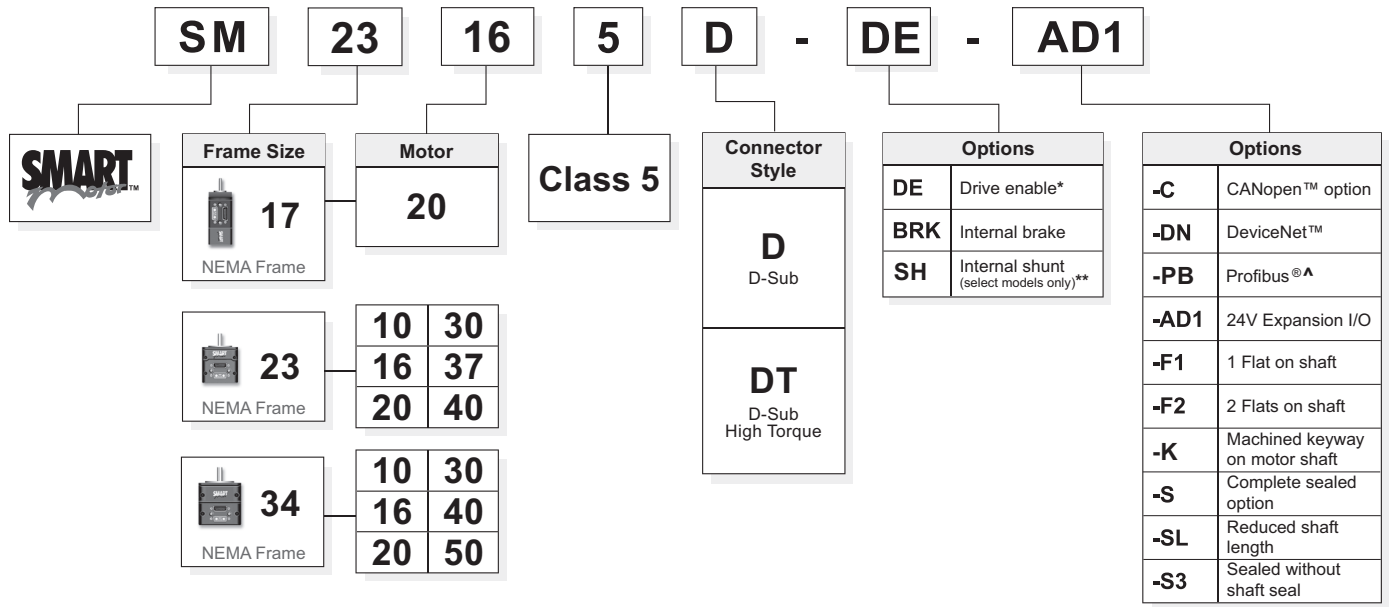 SM 23 16 5 D - DE - AD1
SMART
Motor™
Frame Size
17
NEMA Frame
Motor
20
23
NEMA Frame
10 30
16 37
20 40
34
NEMA Frame
10 30
16 40
20 50
Class 5
Connector
Style
D
D-Sub
DT
D-Sub
High Torque
Options
DE Drive enable*
BRK Internal brake
SH Internal shunt
(select models only)**
Options
-C CANopen™ option
-DN DeviceNet™
-PB Profibus®^
-AD1 24V Expansion I/O
-F1 1 Flat on shaft
-F2 2 Flats on shaft
-K Machined keyway
on motor shaft
-S Complete sealed
option
-SL Reduced shaft
length
-S3 Sealed without
shaft seal